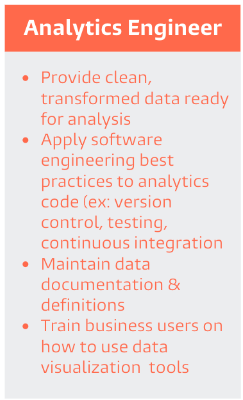 Analytics Engineer
• Provide clean,
transformed data ready
for analysis
• Apply software
engineering best
practices to analytics
code (ex: version
control, testing,
continuous integration
• Maintain data
documentation &
definitions
• Train business users on
how to use data
visualization  tools